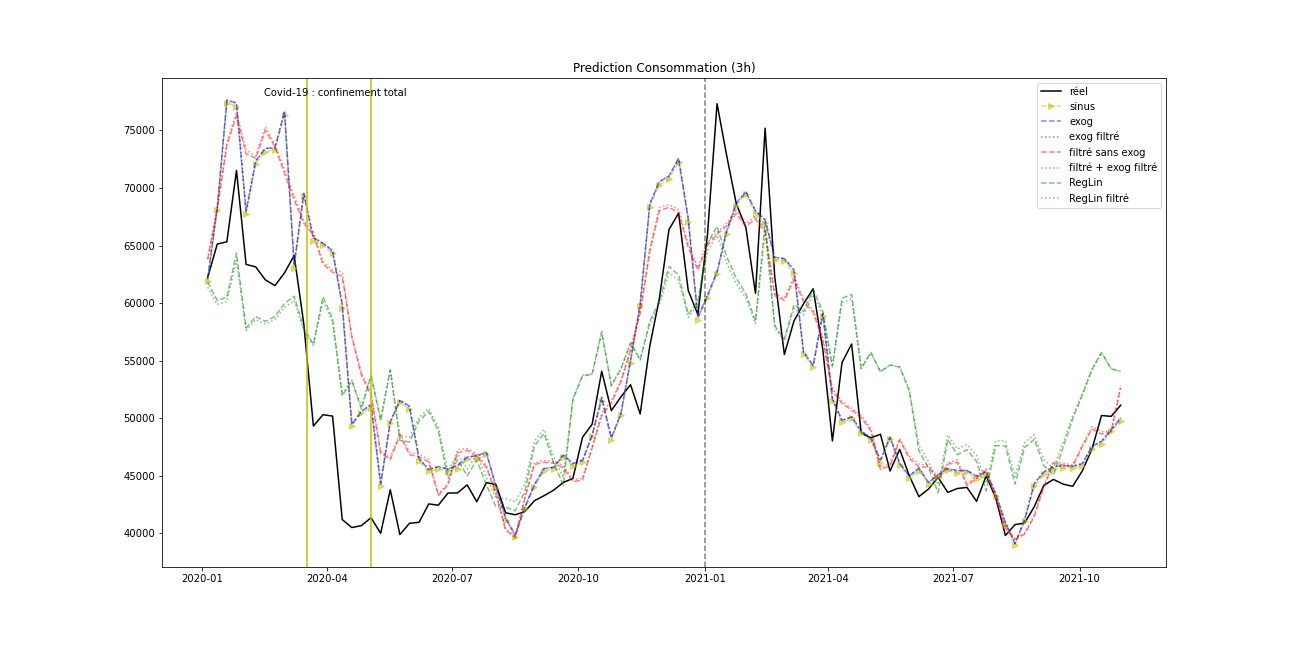 Prediction Consommation (3h)
Covid-19 : confinement total
réel
sinus
exog
exog filtré
filtré sans exog
filtré + exog filtré
RegLin
RegLin filtré
75000
70000
65000
60000
55000
50000
45000
40000
2020-01 2020-04 2020-07 2020-10 2021-01 2021-04 2021-07 2021-10